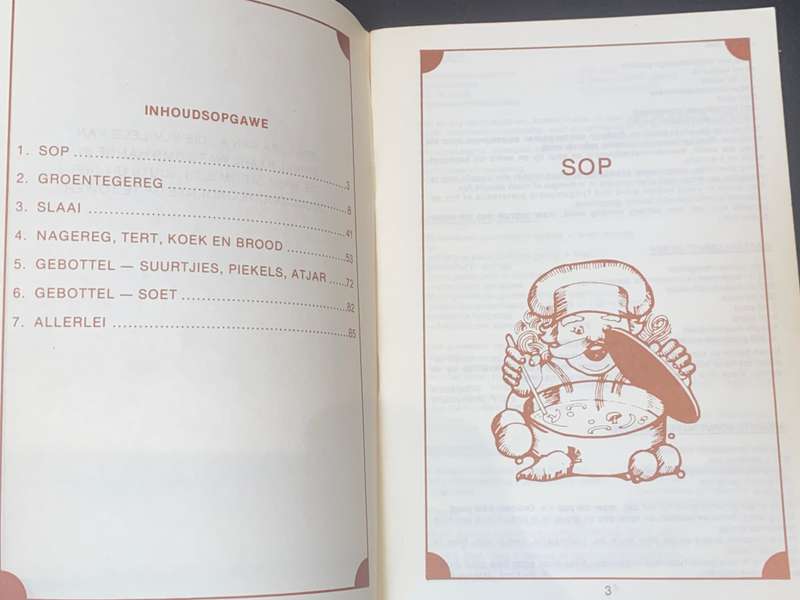 INHOUDSOPGAWE
1. SOP ........ 3
2. GROENTEGEREG ........ 8
3. SLAAI ........ 41
4. NAGEREG, TERT, KOEK EN BROOD ........ 53
5. GEBOTTEL — SUURTJIES, PIEKELS, ATJAR ........ 72
6. GEBOTTEL — SOET ........ 82
7. ALLERLEI ........ 85
SOP
3